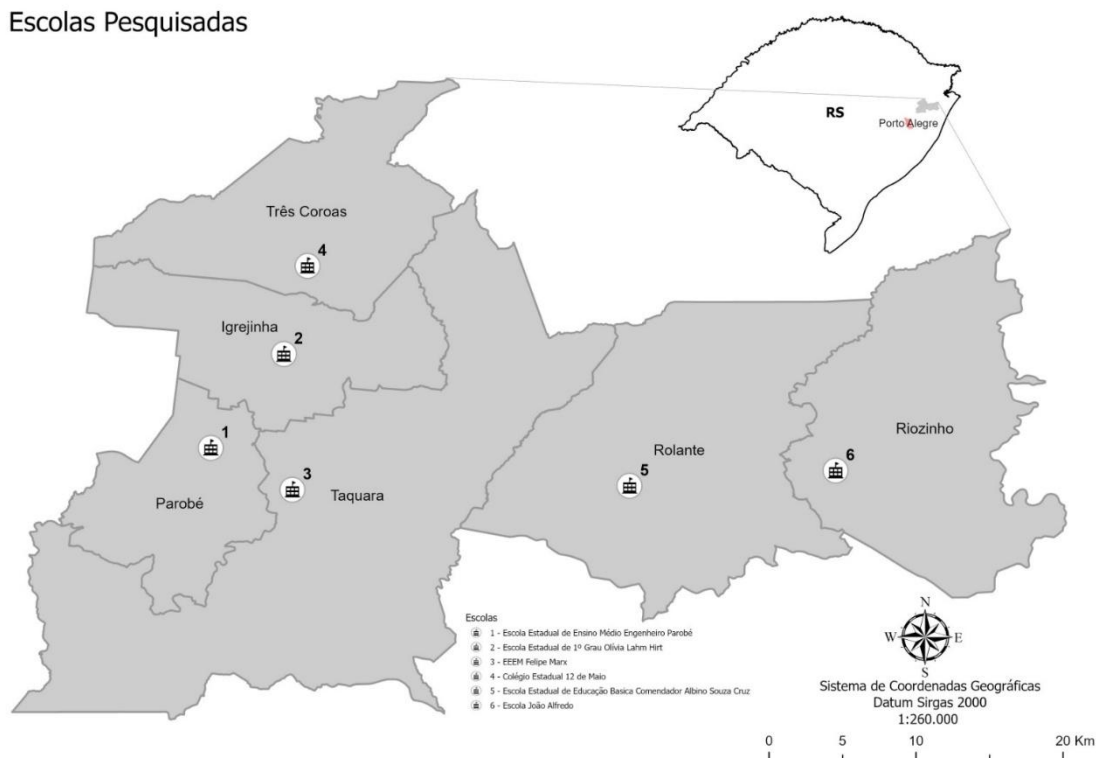 Escolas Pesquisadas
RS
Porto Alegre
Três Coroas
4
Igrejinha
2
1
Parobé
3
Taquara
Rolante
5
Riozinho
6
Escolas
1 - Escola Estadual de Ensino Médio Engenheiro Parobé
2 - Escola Estadual de 1º Grau Olívia Lahm Hirt
3 - EEEM Felipe Marx
4 - Colégio Estadual 12 de Maio
5 - Escola Estadual de Educação Basica Comendador Albino Souza Cruz
6 - Escola João Alfredo
N
W E
S
Sistema de Coordenadas Geográficas
Datum Sirgas 2000
1:260.000
0 5 10 20 Km